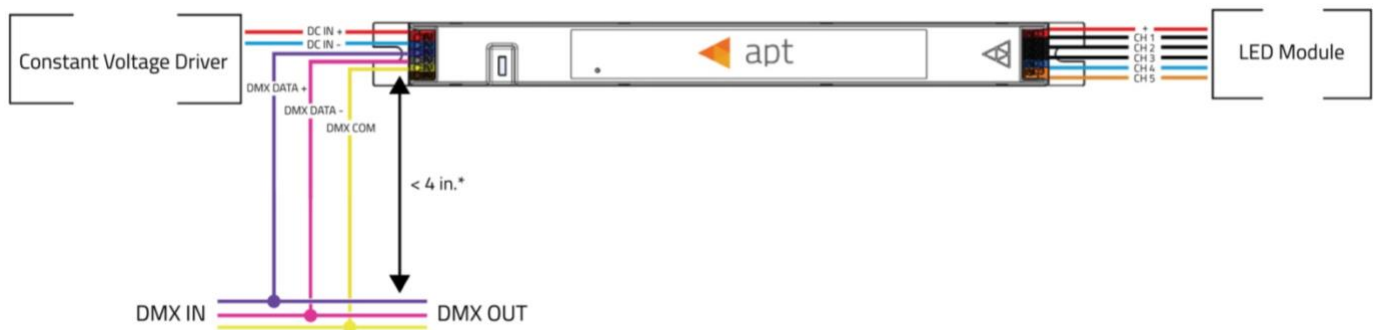 Constant Voltage Driver
DC IN +
DC IN -
DMX DATA +
DMX DATA -
DMX COM
< 4 in.*
DMX IN
DMX OUT
apt
+
CH 1
CH 2
CH 3
CH 4
CH 5
LED Module